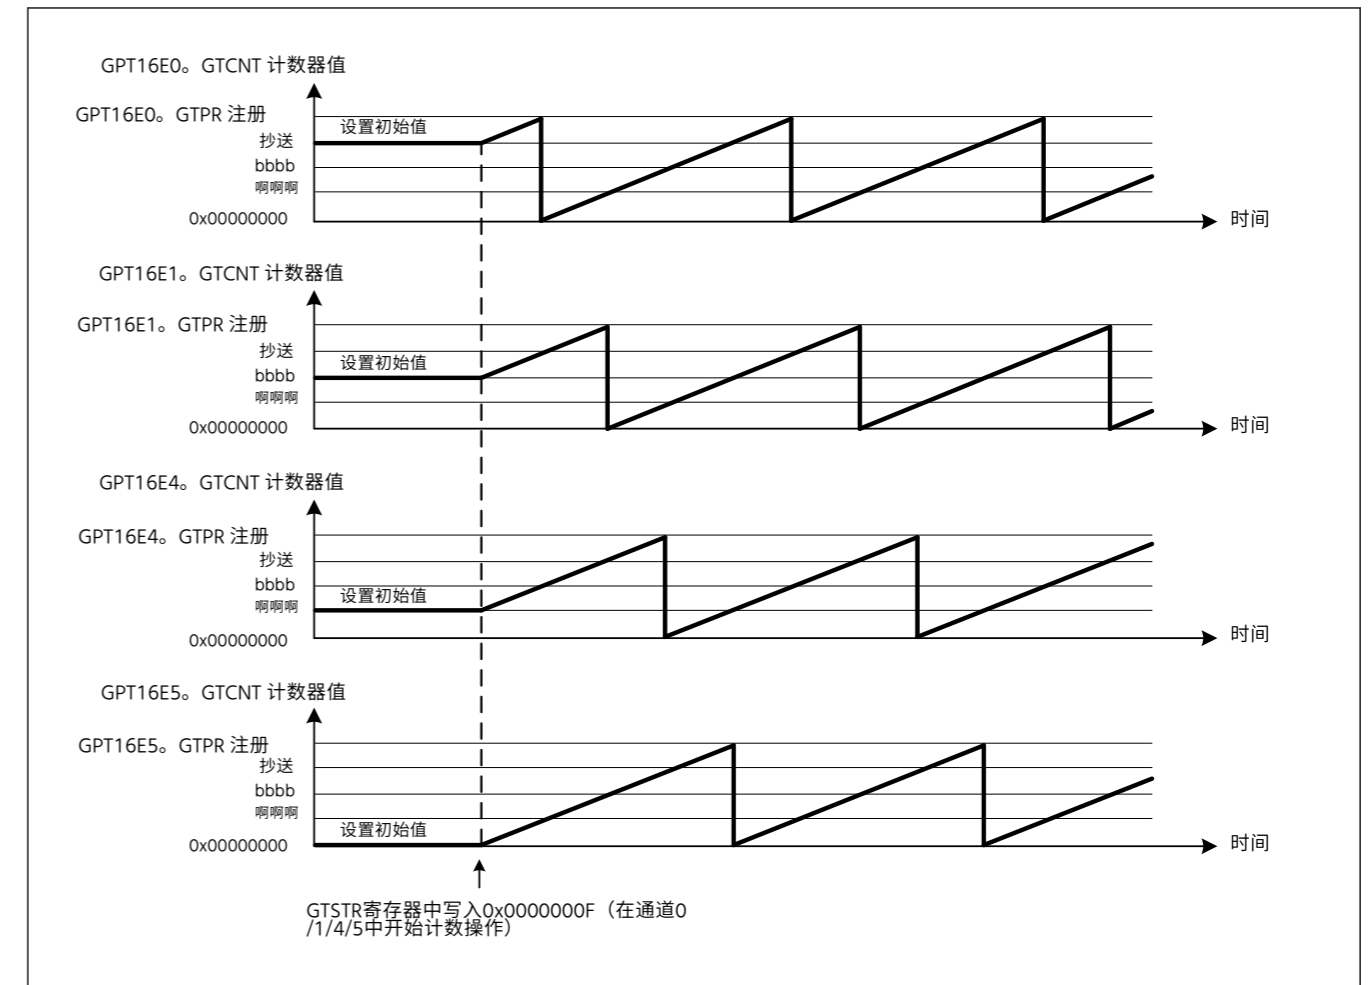 GPT16E0。GTCNT 计数器值
GPT16E0。GTPR 注册
设置初始值
抄送
bbbb
啊啊啊
0x00000000
时间
GPT16E1。GTCNT 计数器值
GPT16E1。GTPR 注册
抄送
设置初始值
bbbb
啊啊啊
0x00000000
时间
GPT16E4。GTCNT 计数器值
GPT16E4。GTPR 注册
抄送
bbbb
设置初始值
啊啊啊
0x00000000
时间
GPT16E5。GTCNT 计数器值
GPT16E5。GTPR 注册
抄送
bbbb
啊啊啊
设置初始值
0x00000000
时间
GTSTR寄存器中写入0x0000000F（在通道0
/1/4/5中开始计数操作）